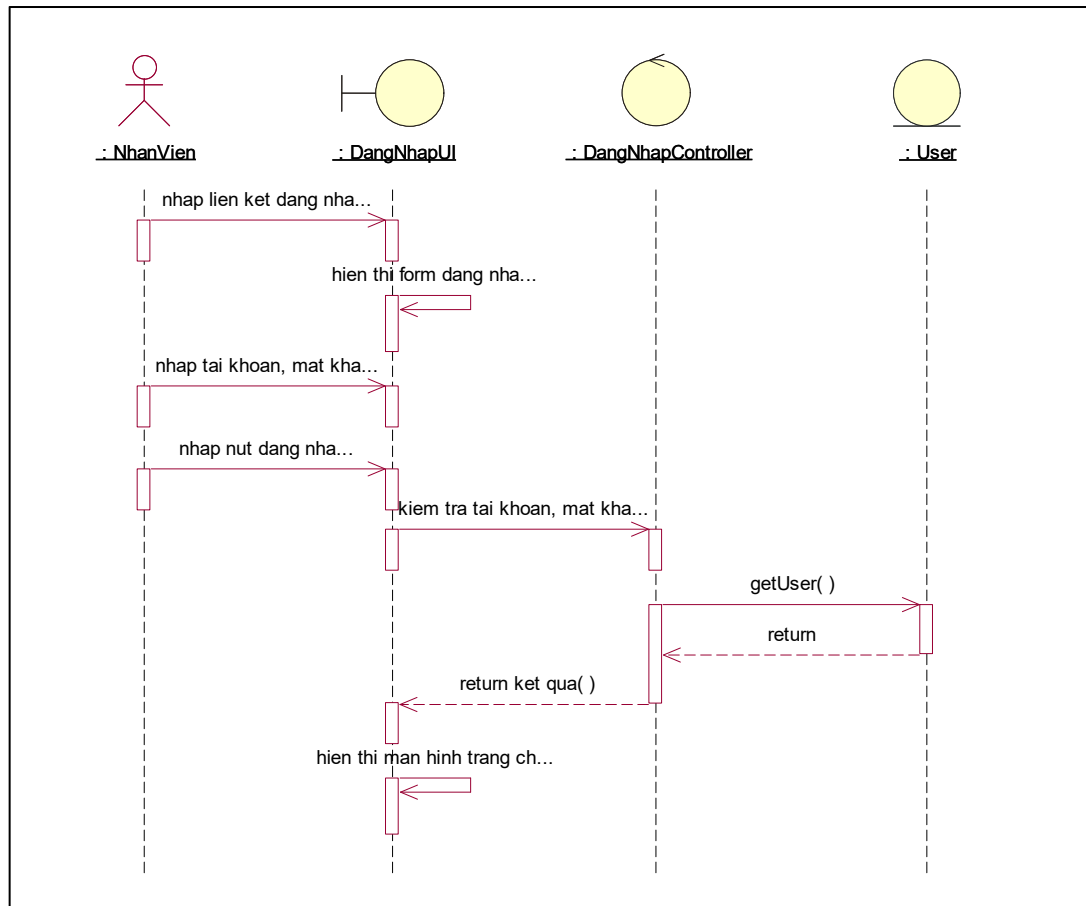 : NhanVien
: DangNhapUI
: DangNhapController
: User
nhap lien ket dang nha...
hien thi form dang nha...
nhap tai khoan, mat kha...
nhap nut dang nha...
kiem tra tai khoan, mat kha...
getUser( )
return
return ket qua( )
hien thi man hinh trang ch...